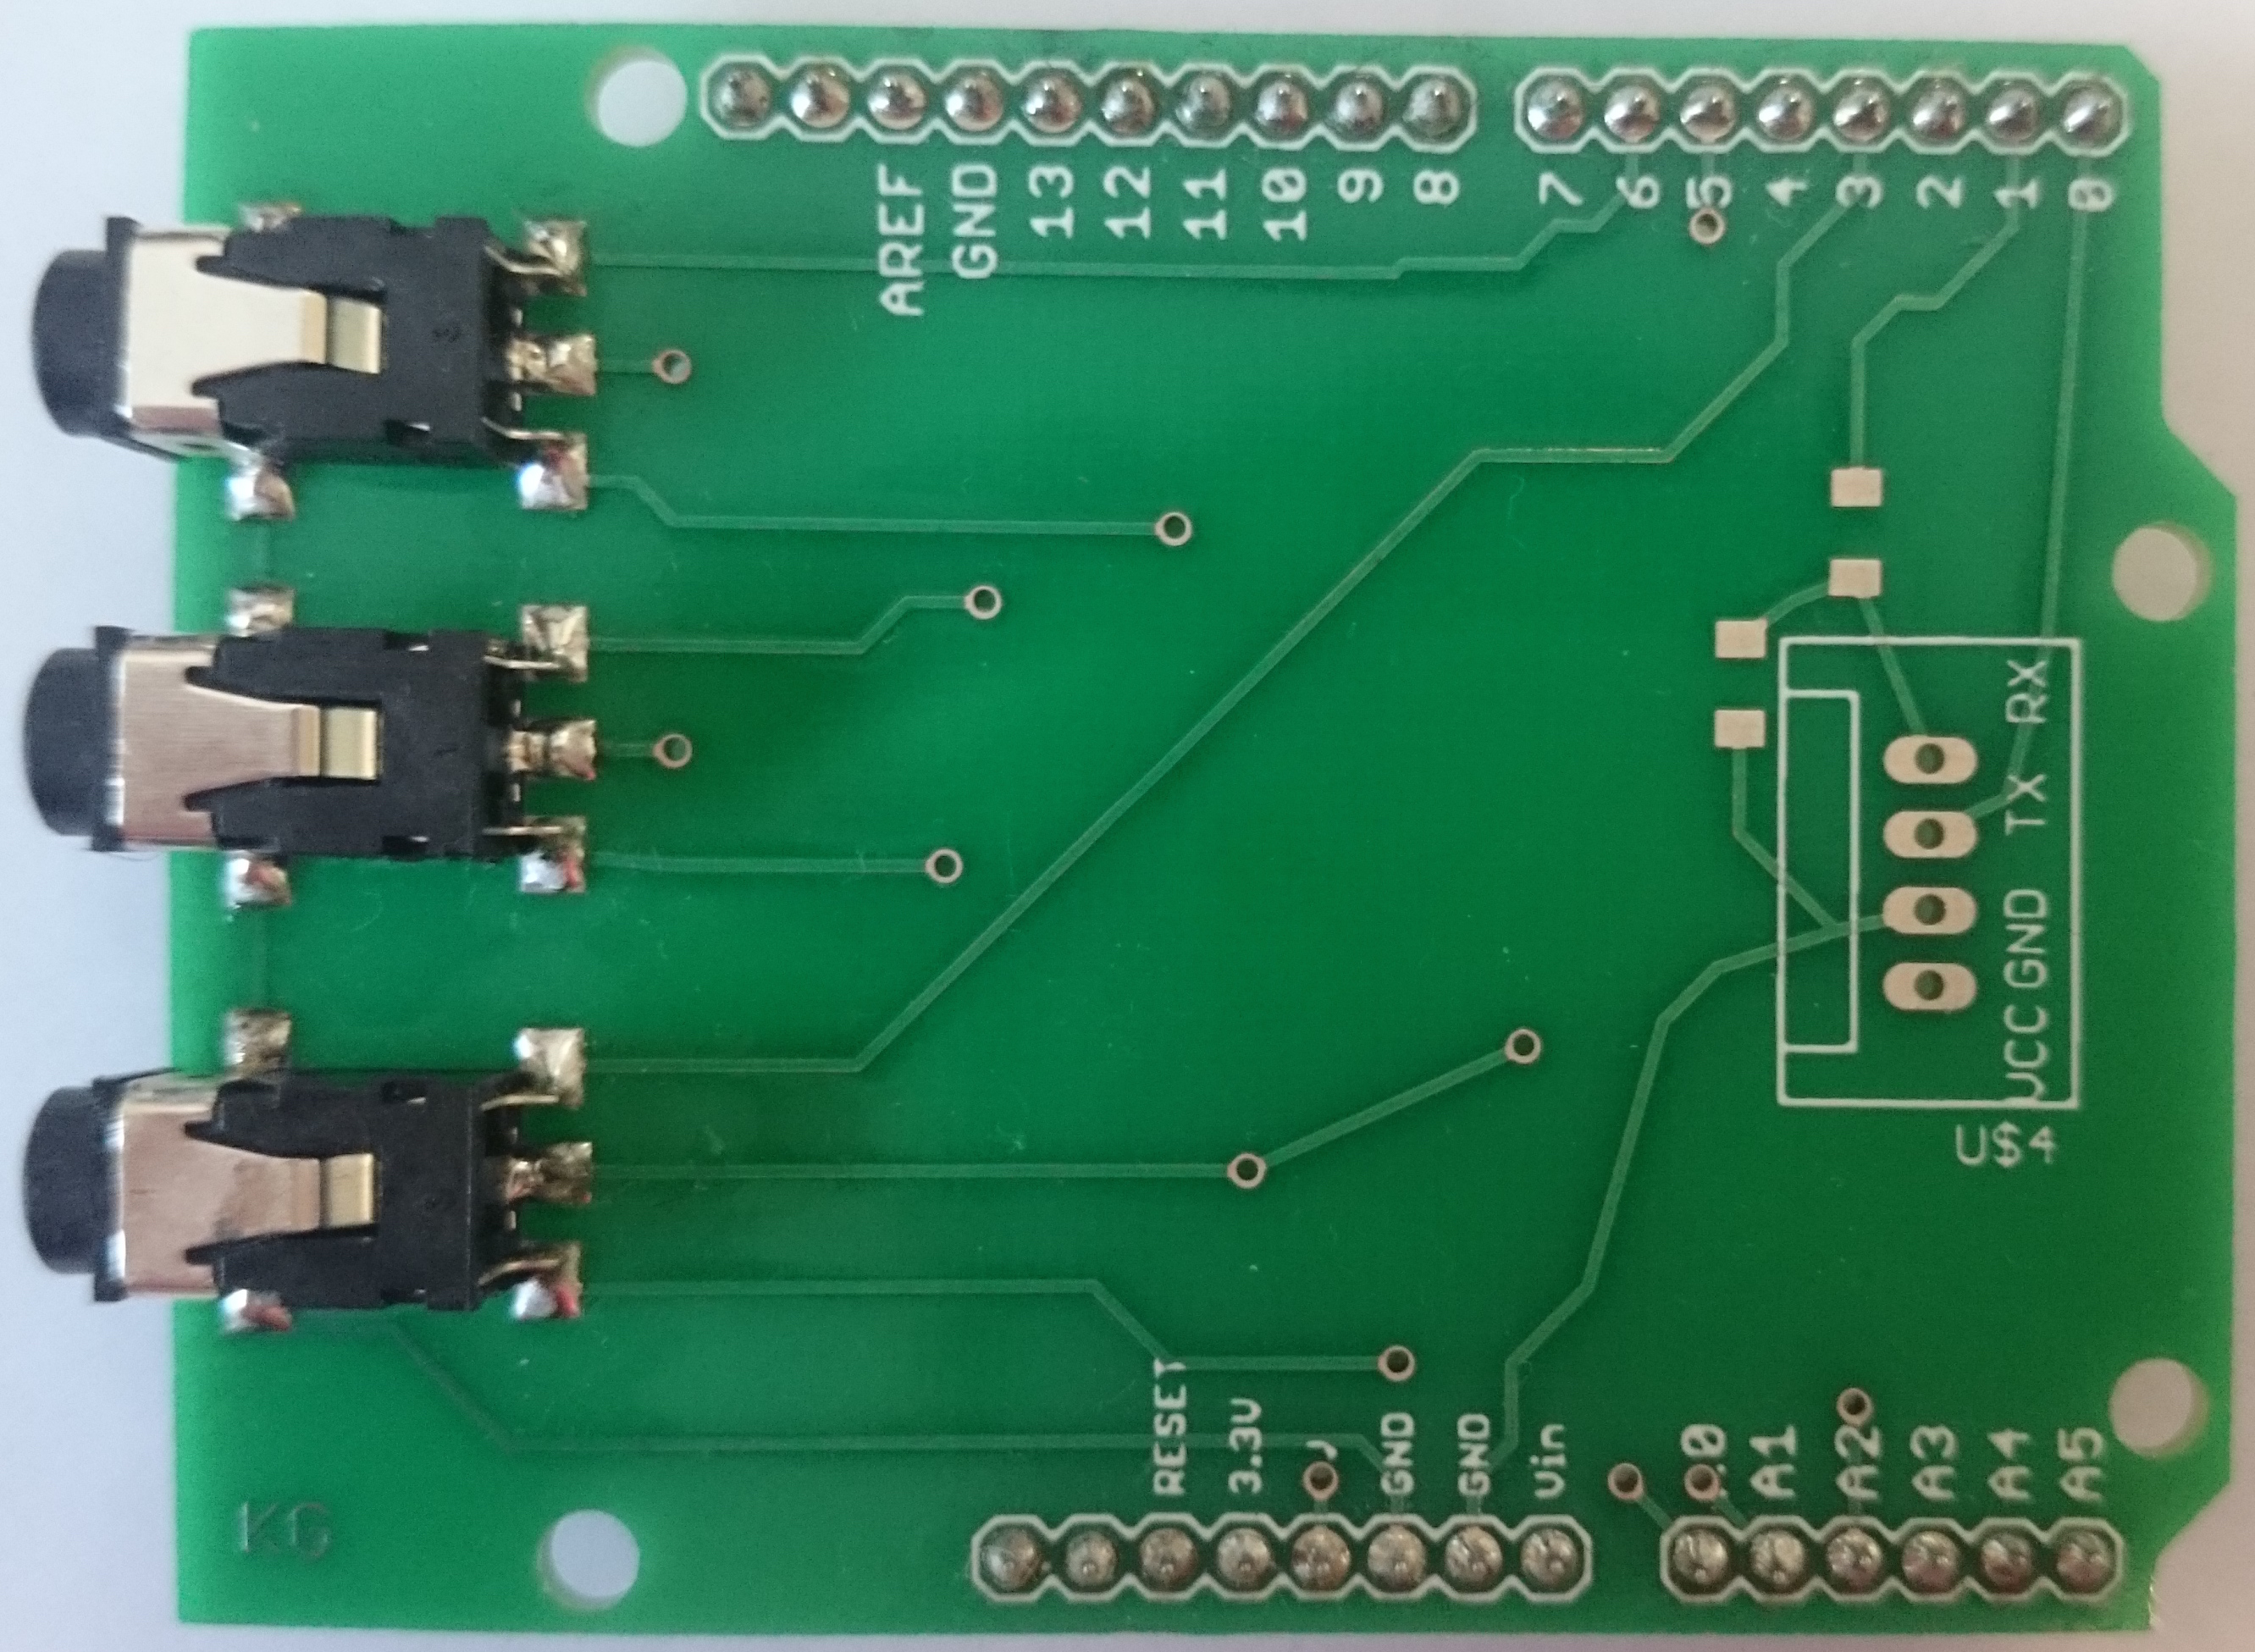 AREF
GND
13
12
11
10
9
8
7
6
5
4
3
2
1
0
RX
TX
GND
VCC
U$4
RESET
3.3V
GND
GND
Vin
A1
A2
A3
A4
A5
KG